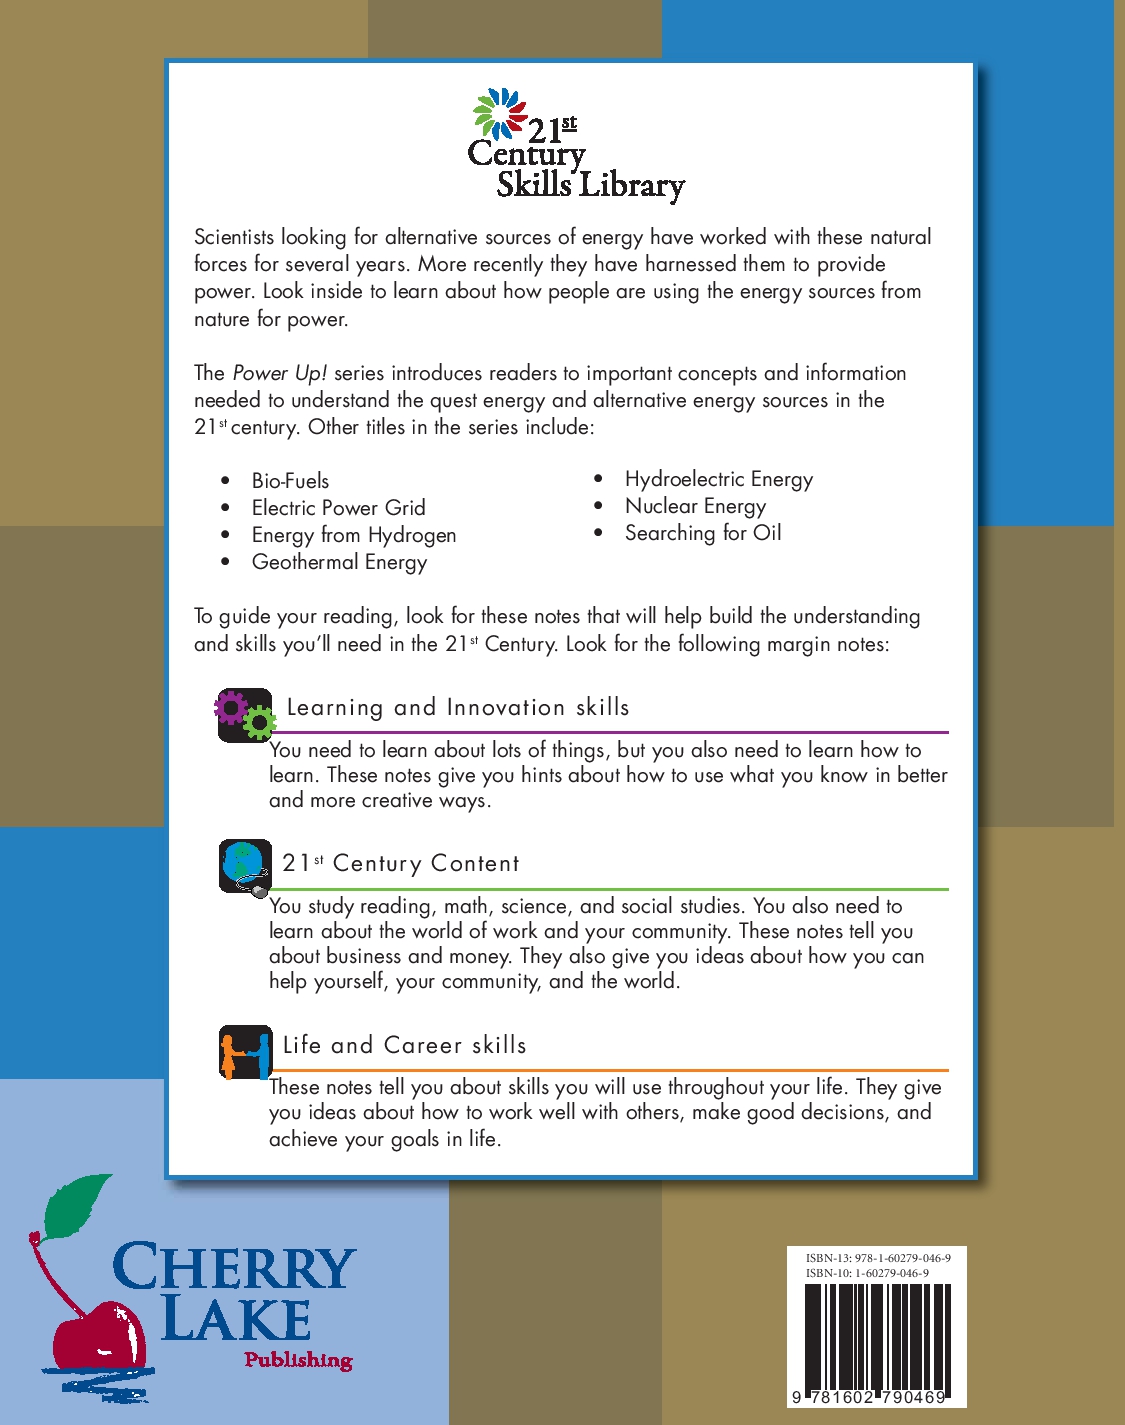 21st
Century
Skills Library
Scientists looking for alternative sources of energy have worked with these natural
forces for several years. More recently they have harnessed them to provide
power. Look inside to learn about how people are using the energy sources from
nature for power.
The Power Up! series introduces readers to important concepts and information
needed to understand the quest energy and alternative energy sources in the
21st century. Other titles in the series include:
• Bio-Fuels
• Electric Power Grid
• Energy from Hydrogen
• Geothermal Energy
• Hydroelectric Energy
• Nuclear Energy
• Searching for Oil
To guide your reading, look for these notes that will help build the understanding
and skills you'll need in the 21st Century. Look for the following margin notes:
Learning and Innovation skills
You need to learn about lots of things, but you also need to learn how to
learn. These notes give you hints about how to use what you know in better
and more creative ways.
21st Century Content
You study reading, math, science, and social studies. You also need to
learn about the world of work and your community. These notes tell you
about business and money. They also give you ideas about how you can
help yourself, your community, and the world.
Life and Career skills
These notes tell you about skills you will use throughout your life. They give
you ideas about how to work well with others, make good decisions, and
achieve your goals in life.
CHERRY
LAKE
Publishing
ISBN-13: 978-1-60279-046-9
ISBN-10: 1-60279-046-9
9 781602 790469